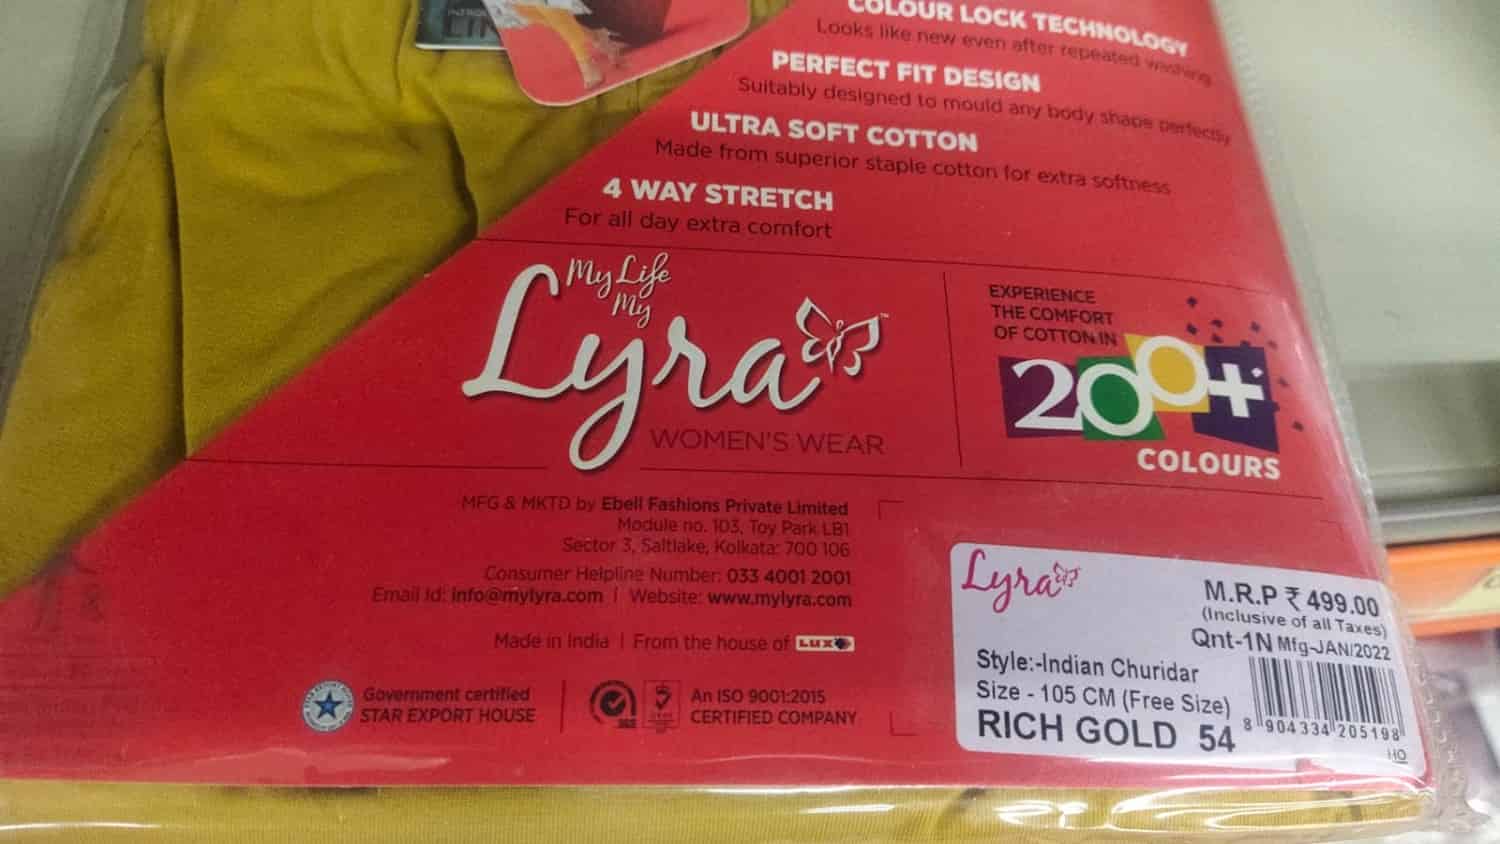 COLOUR LOCK TECHNOLOGY
Looks like new even after repeated washing
PERFECT FIT DESIGN
Suitably designed to mould any body shape perfectly
ULTRA SOFT COTTON
Made from superior staple cotton for extra softness
4 WAY STRETCH
For all day extra comfort
My Life
My
Lyra™
WOMEN'S WEAR
EXPERIENCE
THE COMFORT
OF COTTON IN
200+
COLOURS
MFG & MKTD by Ebell Fashions Private Limited
Module no. 103, Toy Park LB1
Sector 3, Saltlake, Kolkata: 700 106
Consumer Helpline Number: 033 4001 2001
Email Id: info@mylyra.com | Website: www.mylyra.com
Made in India | From the house of LUX
Government certified
STAR EXPORT HOUSE
SGS
An ISO 9001:2015
CERTIFIED COMPANY
Lyra
M.R.P ₹ 499.00
(Inclusive of all Taxes)
Qnt-1N Mfg-JAN/2022
Style:-Indian Churidar
Size - 105 CM (Free Size)
RICH GOLD 54
8 904334 205198
HO